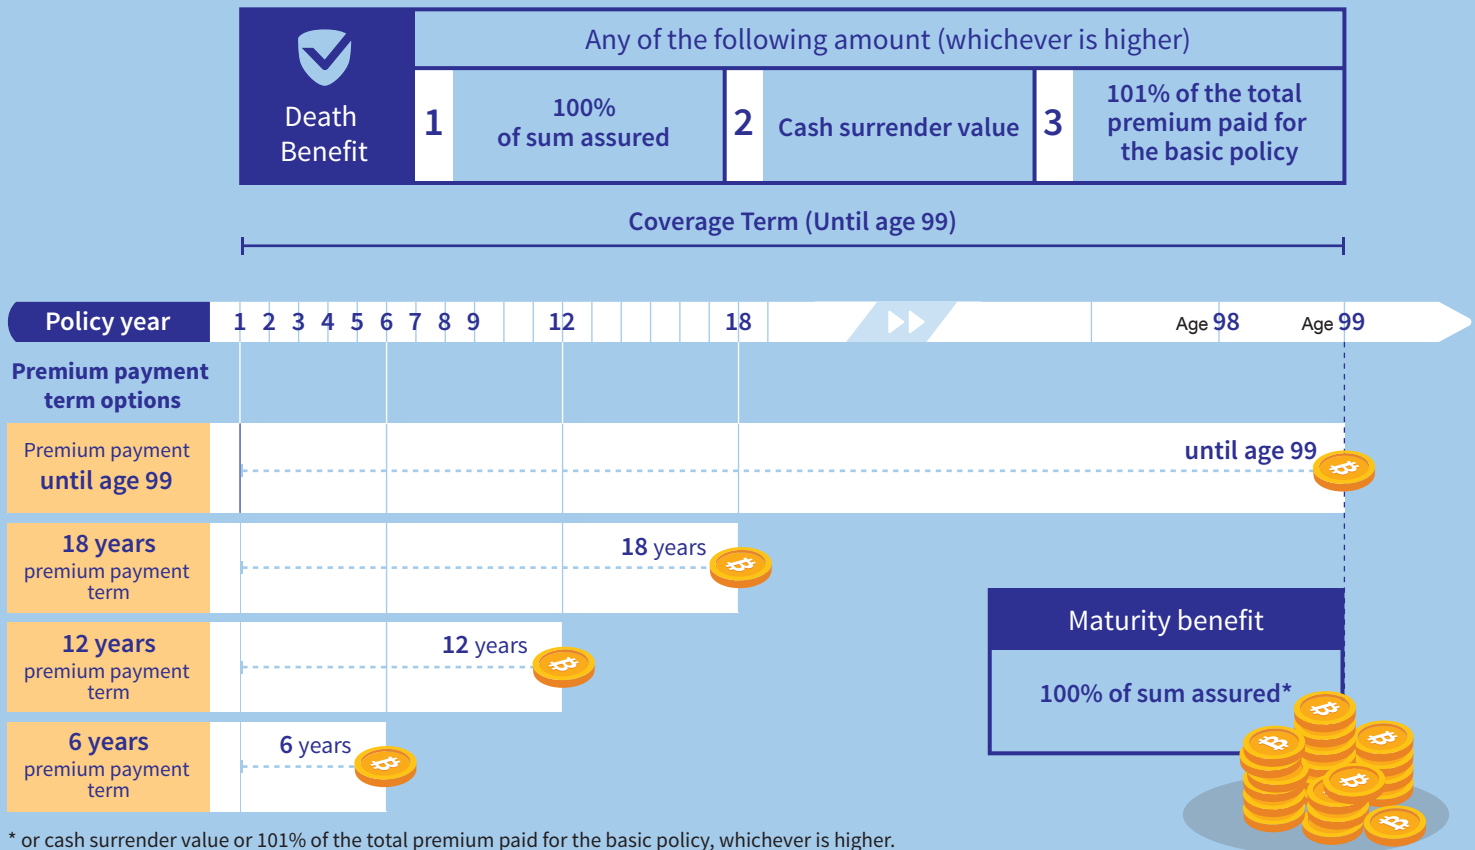 Any of the following amount (whichever is higher)
Death
Benefit
1
100%
of sum assured
2
Cash surrender value
3
101% of the total
premium paid for
the basic policy
Coverage Term (Until age 99)
Policy year
1 2 3 4 5 6 7 8 9 12 18 Age 98 Age 99
Premium payment
term options
Premium payment
until age 99
until age 99
18 years
premium payment
term
18 years
12 years
premium payment
term
12 years
6 years
premium payment
term
6 years
Maturity benefit
100% of sum assured*
* or cash surrender value or 101% of the total premium paid for the basic policy, whichever is higher.